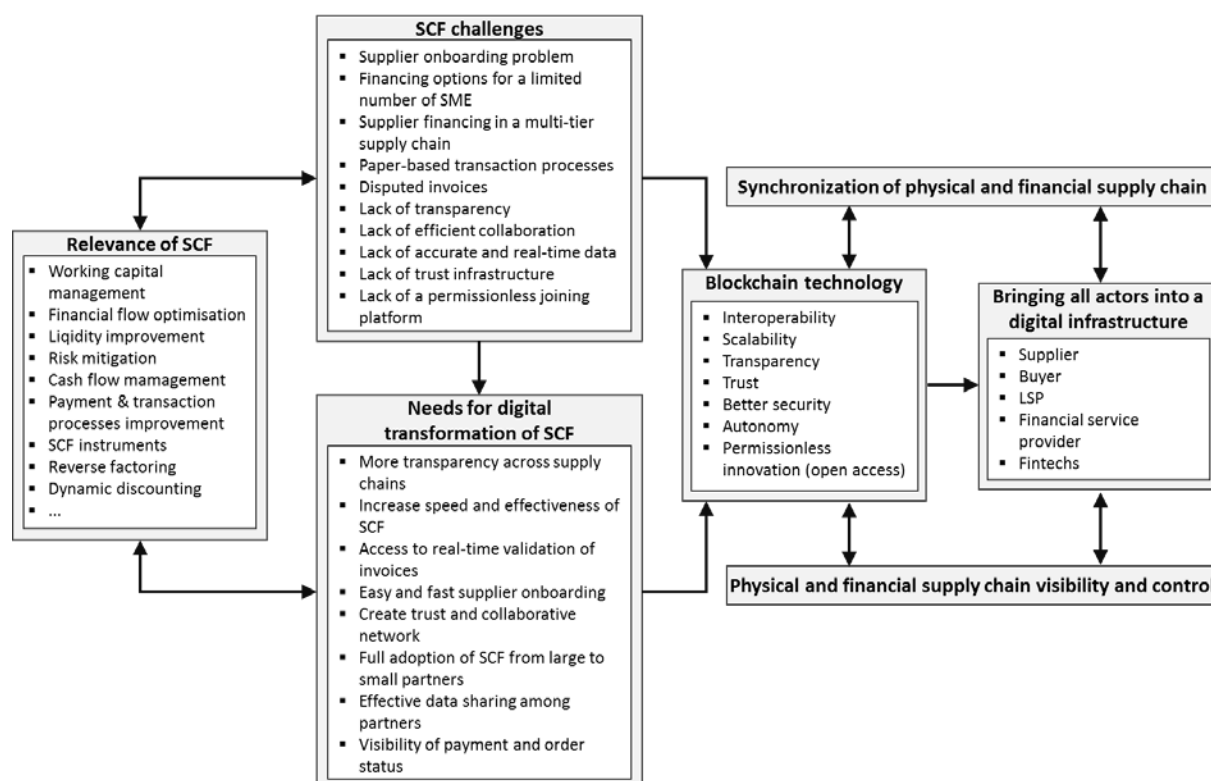 SCF challenges
▪ Supplier onboarding problem
▪ Financing options for a limited
number of SME
▪ Supplier financing in a multi-tier
supply chain
▪ Paper-based transaction processes
▪ Disputed invoices
▪ Lack of transparency
▪ Lack of efficient collaboration
▪ Lack of accurate and real-time data
▪ Lack of trust infrastructure
▪ Lack of a permissionless joining
platform
Relevance of SCF
▪ Working capital
management
▪ Financial flow optimisation
▪ Liqidity improvement
▪ Risk mitigation
▪ Cash flow mamagement
▪ Payment & transaction
processes improvement
▪ SCF instruments
▪ Reverse factoring
▪ Dynamic discounting
▪ ...
Needs for digital
transformation of SCF
▪ More transparency across supply
chains
▪ Increase speed and effectiveness of
SCF
▪ Access to real-time validation of
invoices
▪ Easy and fast supplier onboarding
▪ Create trust and collaborative
network
▪ Full adoption of SCF from large to
small partners
▪ Effective data sharing among
partners
▪ Visibility of payment and order
status
Synchronization of physical and financial supply chain
Blockchain technology
▪ Interoperability
▪ Scalability
▪ Transparency
▪ Trust
▪ Better security
▪ Autonomy
▪ Permissionless
innovation (open access)
Bringing all actors into a
digital infrastructure
▪ Supplier
▪ Buyer
▪ LSP
▪ Financial service
provider
▪ Fintechs
Physical and financial supply chain visibility and control